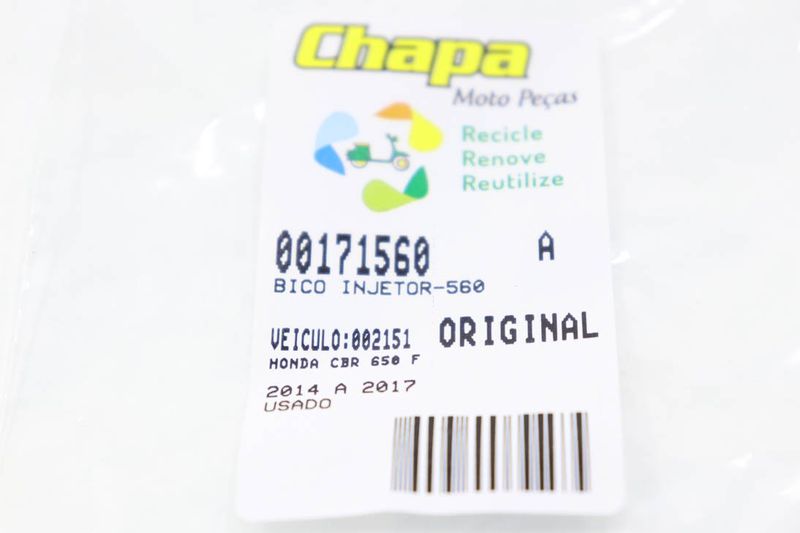 Chapa
Moto Peças
Recicle
Renove
Reutilize
00171560 A
BICO INJETOR-560
VEICULO:002151 ORIGINAL
HONDA CBR 650 F
2014 A 2017
USADO